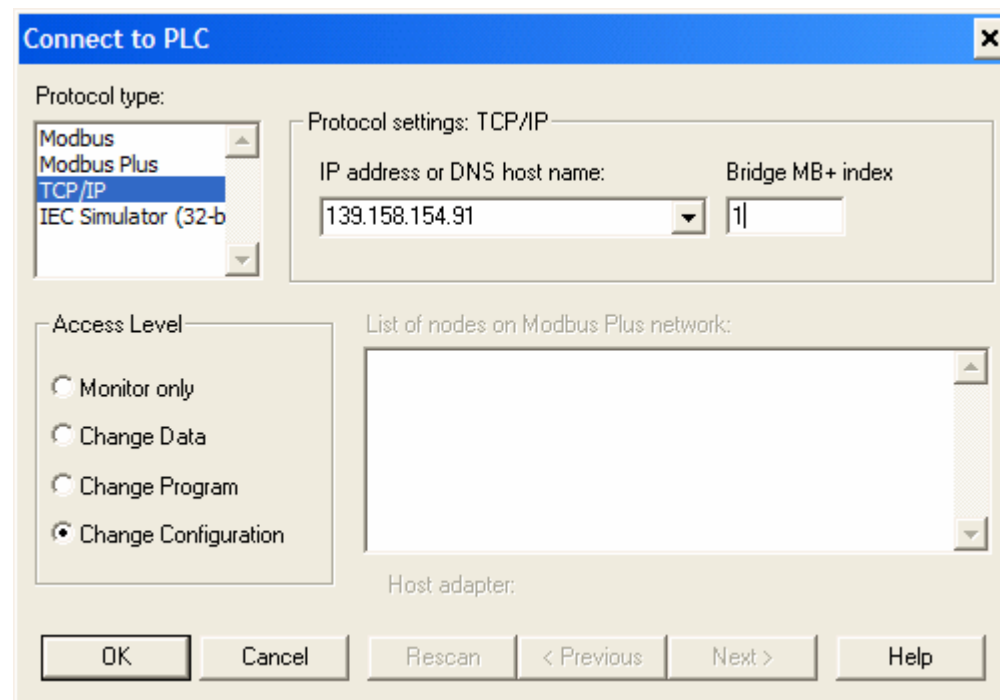 Connect to PLC
Protocol type:
Modbus
Modbus Plus
TCP/IP
IEC Simulator (32-b
Protocol settings: TCP/IP
IP address or DNS host name:
Bridge MB+ index
139.158.154.91
1
Access Level
Monitor only
Change Data
Change Program
Change Configuration
List of nodes on Modbus Plus network:
Host adapter:
OK
Cancel
Rescan
< Previous
Next >
Help